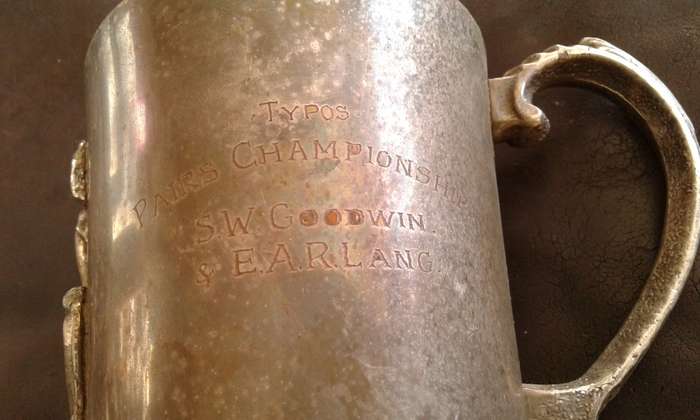 TYPOS
PAIRS CHAMPIONSHIP
S.W. GOODWIN.
& E.A.R. LANG.